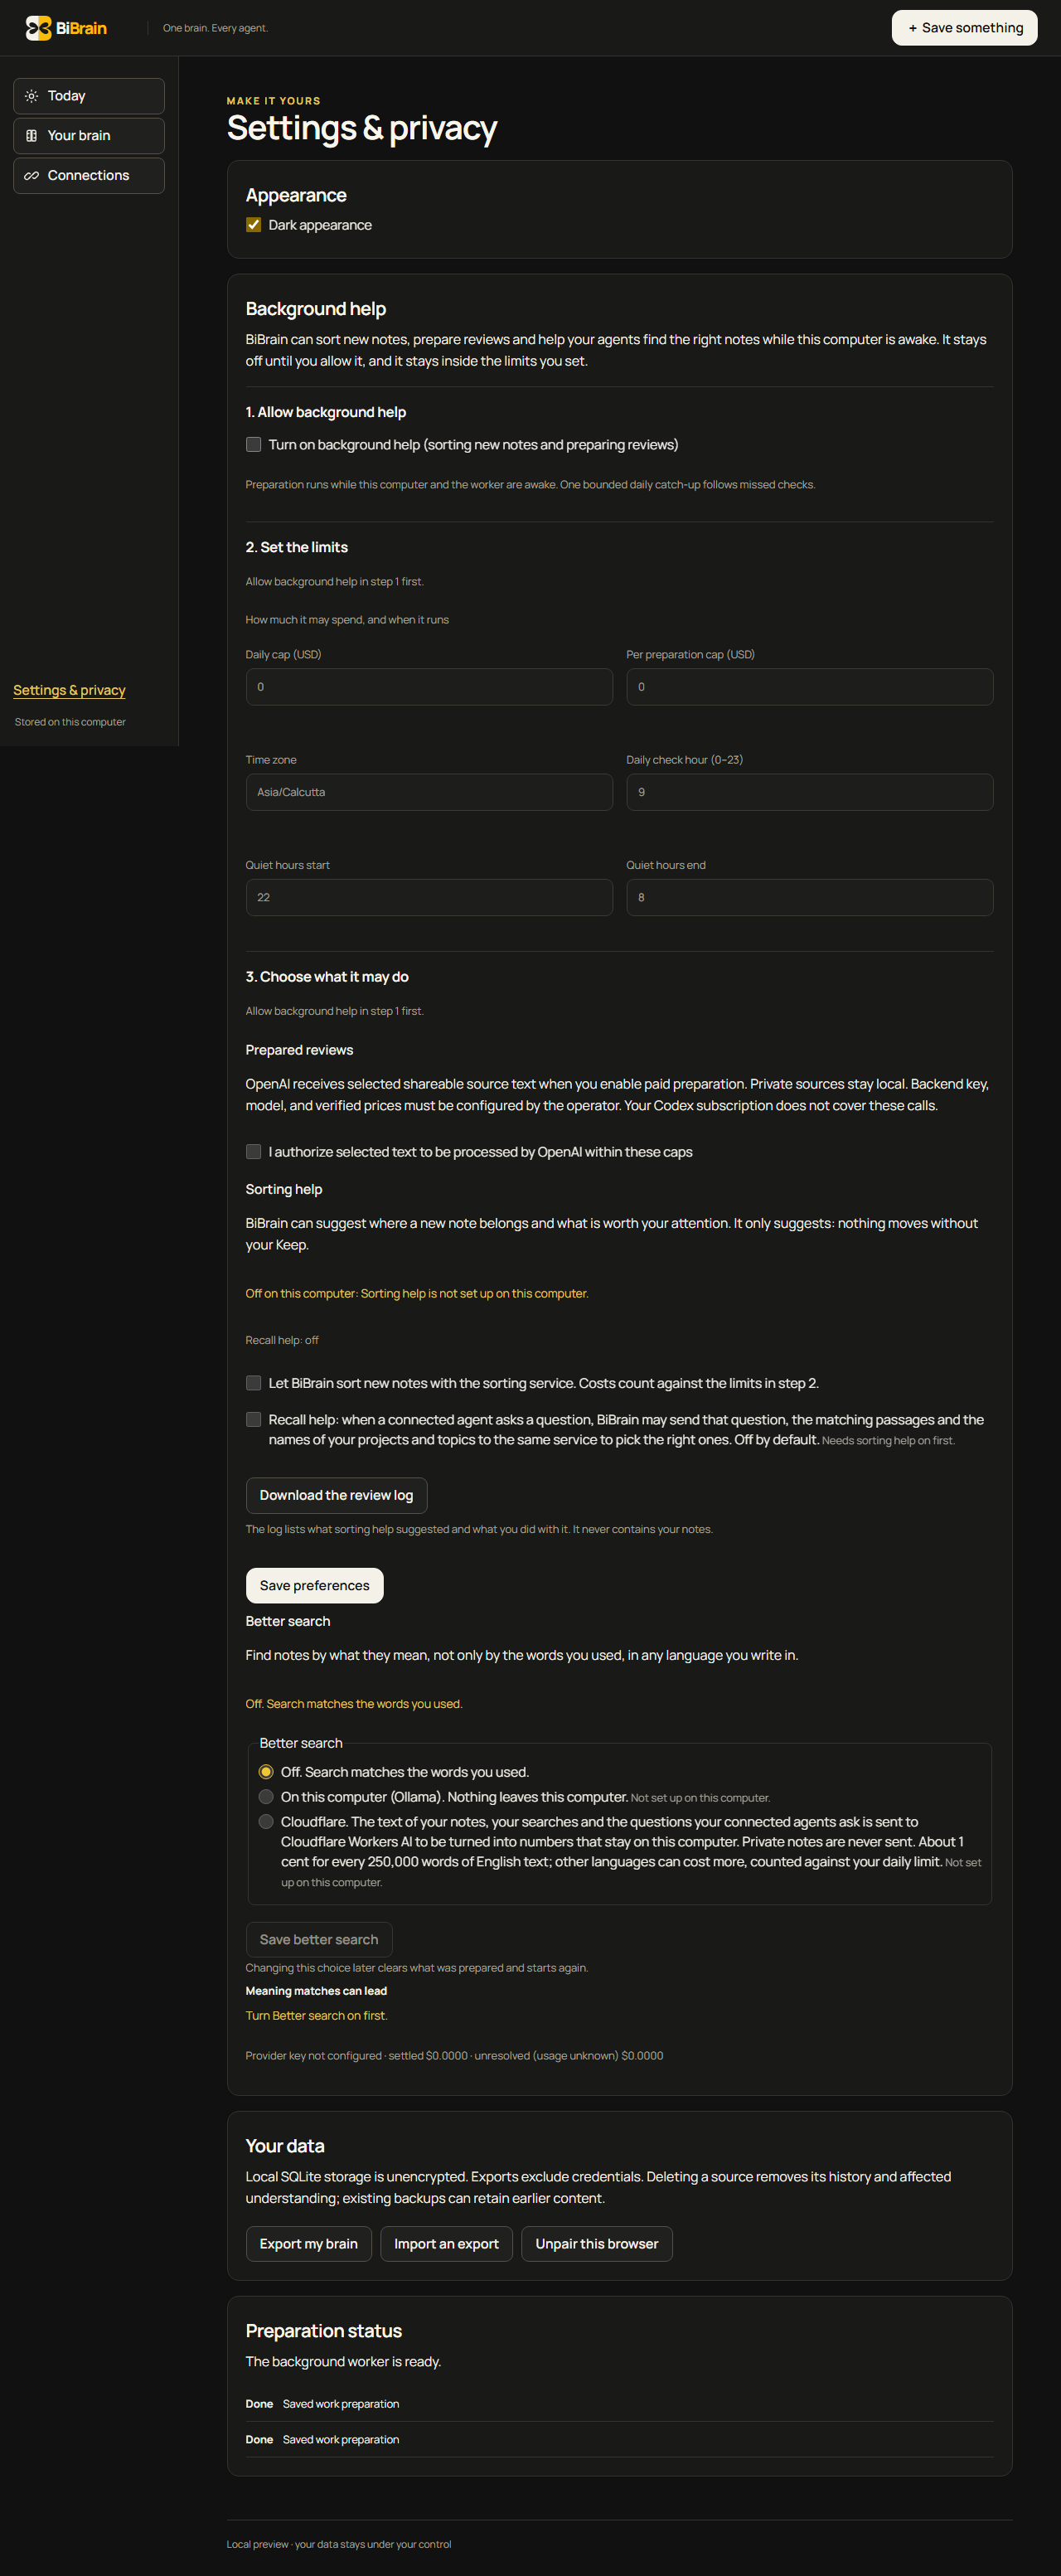 BiBrain
One brain. Every agent.
+ Save something
Today
Your brain
Connections
Settings & privacy
Stored on this computer
MAKE IT YOURS
Settings & privacy
Appearance
Dark appearance
Background help
BiBrain can sort new notes, prepare reviews and help your agents find the right notes while this computer is awake. It stays
off until you allow it, and it stays inside the limits you set.
1. Allow background help
Turn on background help (sorting new notes and preparing reviews)
Preparation runs while this computer and the worker are awake. One bounded daily catch-up follows missed checks.
2. Set the limits
Allow background help in step 1 first.
How much it may spend, and when it runs
Daily cap (USD)
Per preparation cap (USD)
0
0
Time zone
Daily check hour (0–23)
Asia/Calcutta
9
Quiet hours start
Quiet hours end
22
8
3. Choose what it may do
Allow background help in step 1 first.
Prepared reviews
OpenAI receives selected shareable source text when you enable paid preparation. Private sources stay local. Backend key,
model, and verified prices must be configured by the operator. Your Codex subscription does not cover these calls.
I authorize selected text to be processed by OpenAI within these caps
Sorting help
BiBrain can suggest where a new note belongs and what is worth your attention. It only suggests: nothing moves without
your Keep.
Off on this computer: Sorting help is not set up on this computer.
Recall help: off
Let BiBrain sort new notes with the sorting service. Costs count against the limits in step 2.
Recall help: when a connected agent asks a question, BiBrain may send that question, the matching passages and the
names of your projects and topics to the same service to pick the right ones. Off by default. Needs sorting help on first.
Download the review log
The log lists what sorting help suggested and what you did with it. It never contains your notes.
Save preferences
Better search
Find notes by what they mean, not only by the words you used, in any language you write in.
Off. Search matches the words you used.
Better search
Off. Search matches the words you used.
On this computer (Ollama). Nothing leaves this computer. Not set up on this computer.
Cloudflare. The text of your notes, your searches and the questions your connected agents ask is sent to
Cloudflare Workers AI to be turned into numbers that stay on this computer. Private notes are never sent. About 1
cent for every 250,000 words of English text; other languages can cost more, counted against your daily limit. Not set
up on this computer.
Save better search
Changing this choice later clears what was prepared and starts again.
Meaning matches can lead
Turn Better search on first.
Provider key not configured · settled $0.0000 · unresolved (usage unknown) $0.0000
Your data
Local SQLite storage is unencrypted. Exports exclude credentials. Deleting a source removes its history and affected
understanding; existing backups can retain earlier content.
Export my brain
Import an export
Unpair this browser
Preparation status
The background worker is ready.
Done Saved work preparation
Done Saved work preparation
Local preview · your data stays under your control